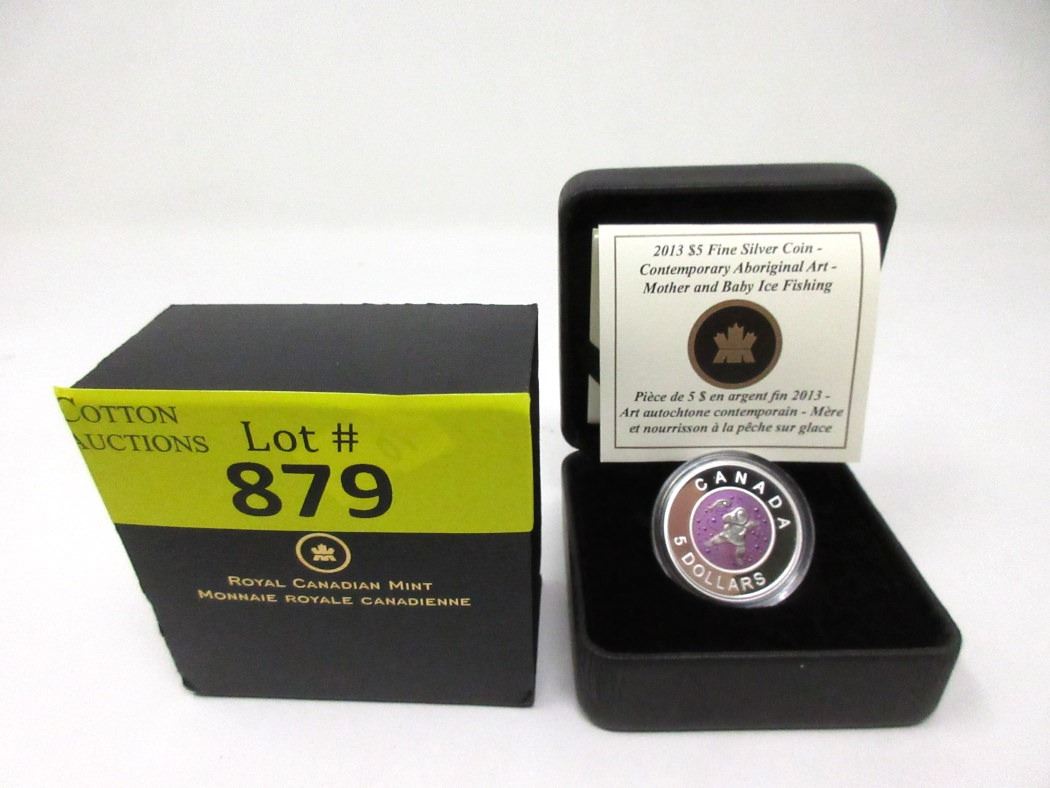 COTTON
AUCTIONS
Lot #
879
ROYAL CANADIAN MINT
MONNAIE ROYALE CANADIENNE
2013 $5 Fine Silver Coin -
Contemporary Aboriginal Art -
Mother and Baby Ice Fishing
Pièce de 5 $ en argent fin 2013 -
Art autochtone contemporain - Mère
et nourrisson à la pêche sur glace
CANADA
5 DOLLARS